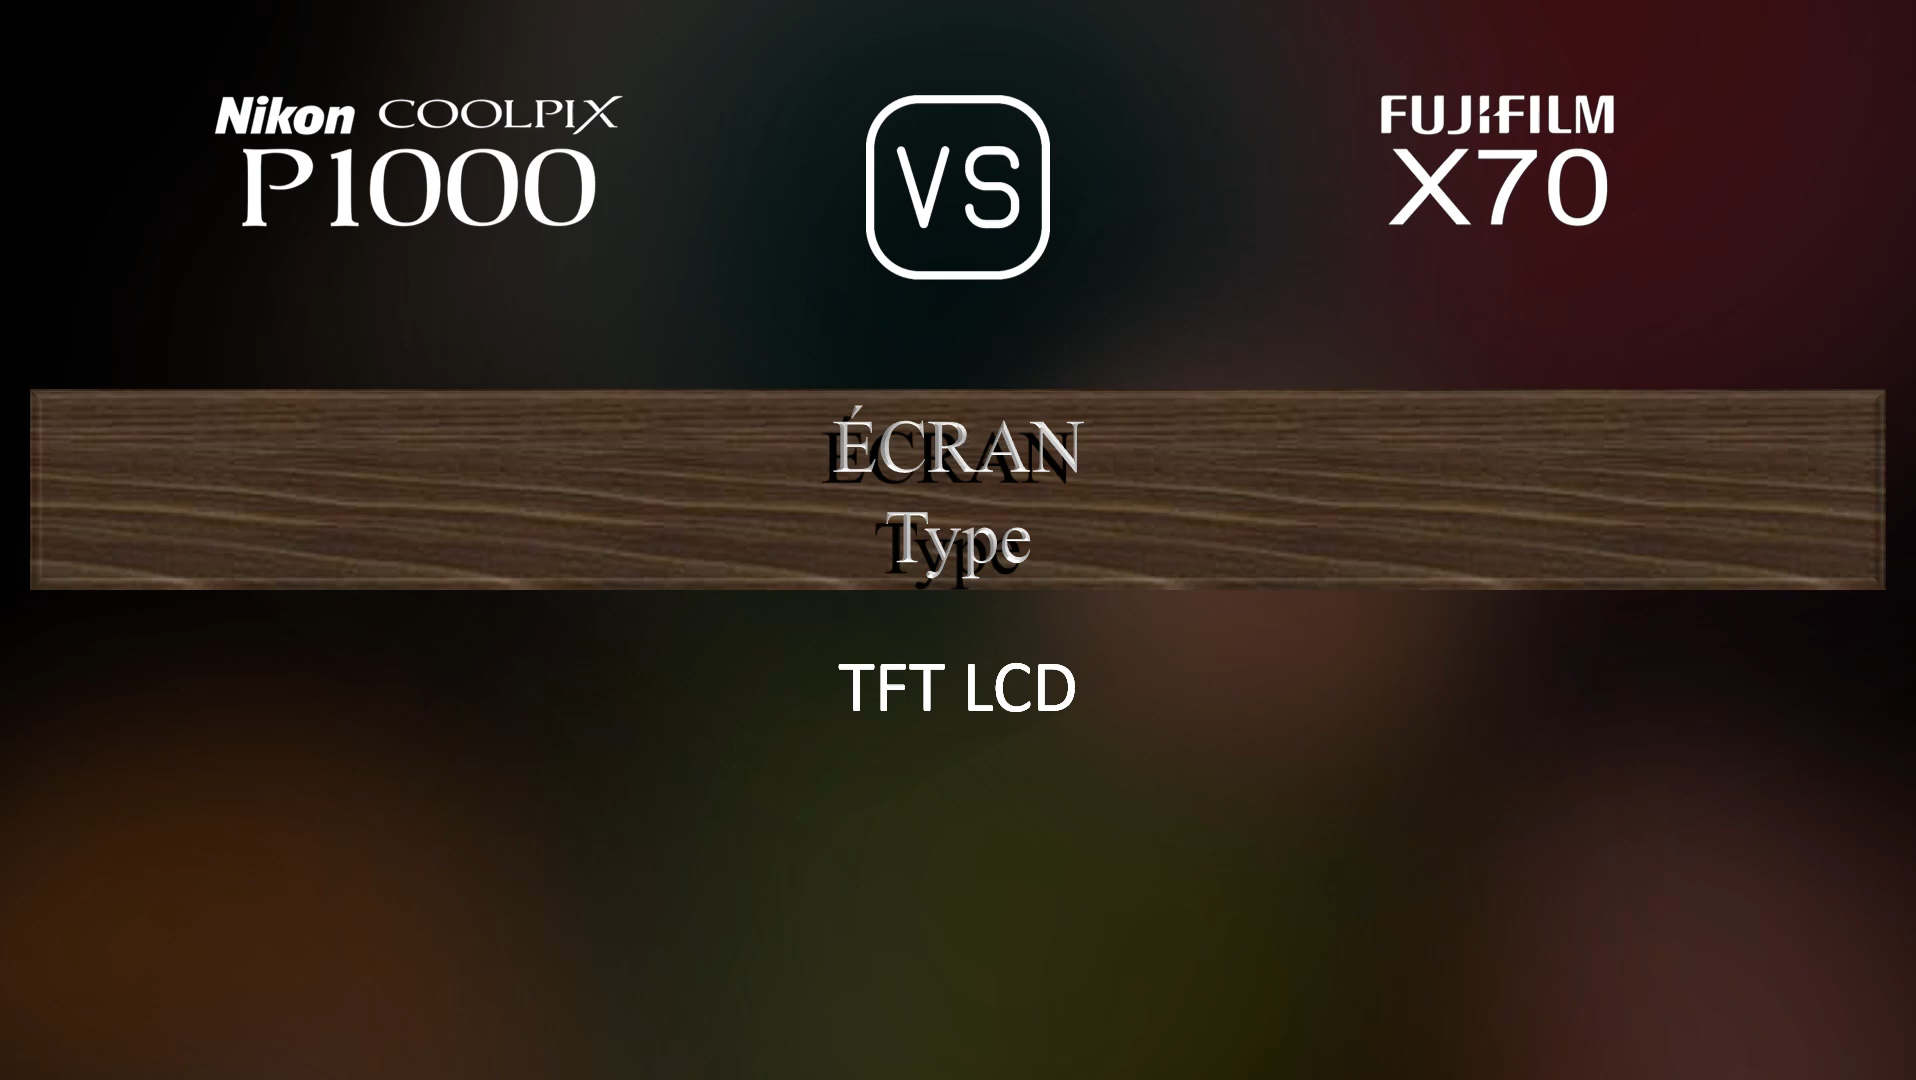 Nikon COOLPIX
P1000
VS
FUJIFILM
X70
ÉCRAN
Type
TFT LCD